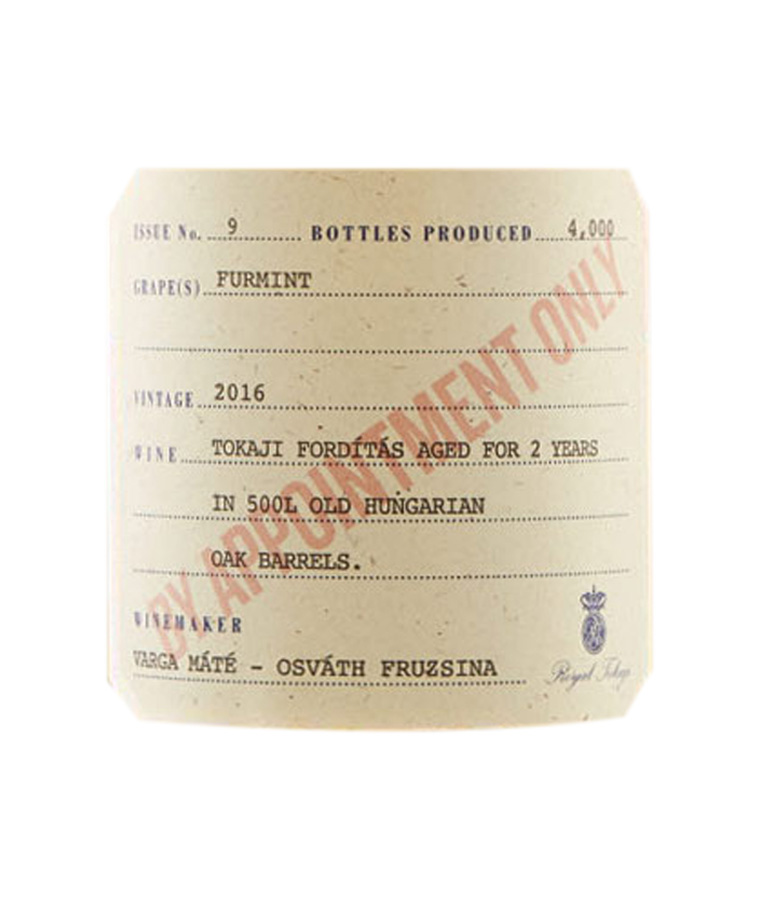 ISSUE No. 9 BOTTLES PRODUCED 4,000
GRAPE(S) FURMINT
VINTAGE 2016
WINE TOKAJI FORDÍTÁS AGED FOR 2 YEARS
IN 500L OLD HUNGARIAN
OAK BARRELS.
BY APPOINTMENT ONLY
WINEMAKER
VARGA MÁTÉ - OSVÁTH FRUZSINA
Royal Tokaji